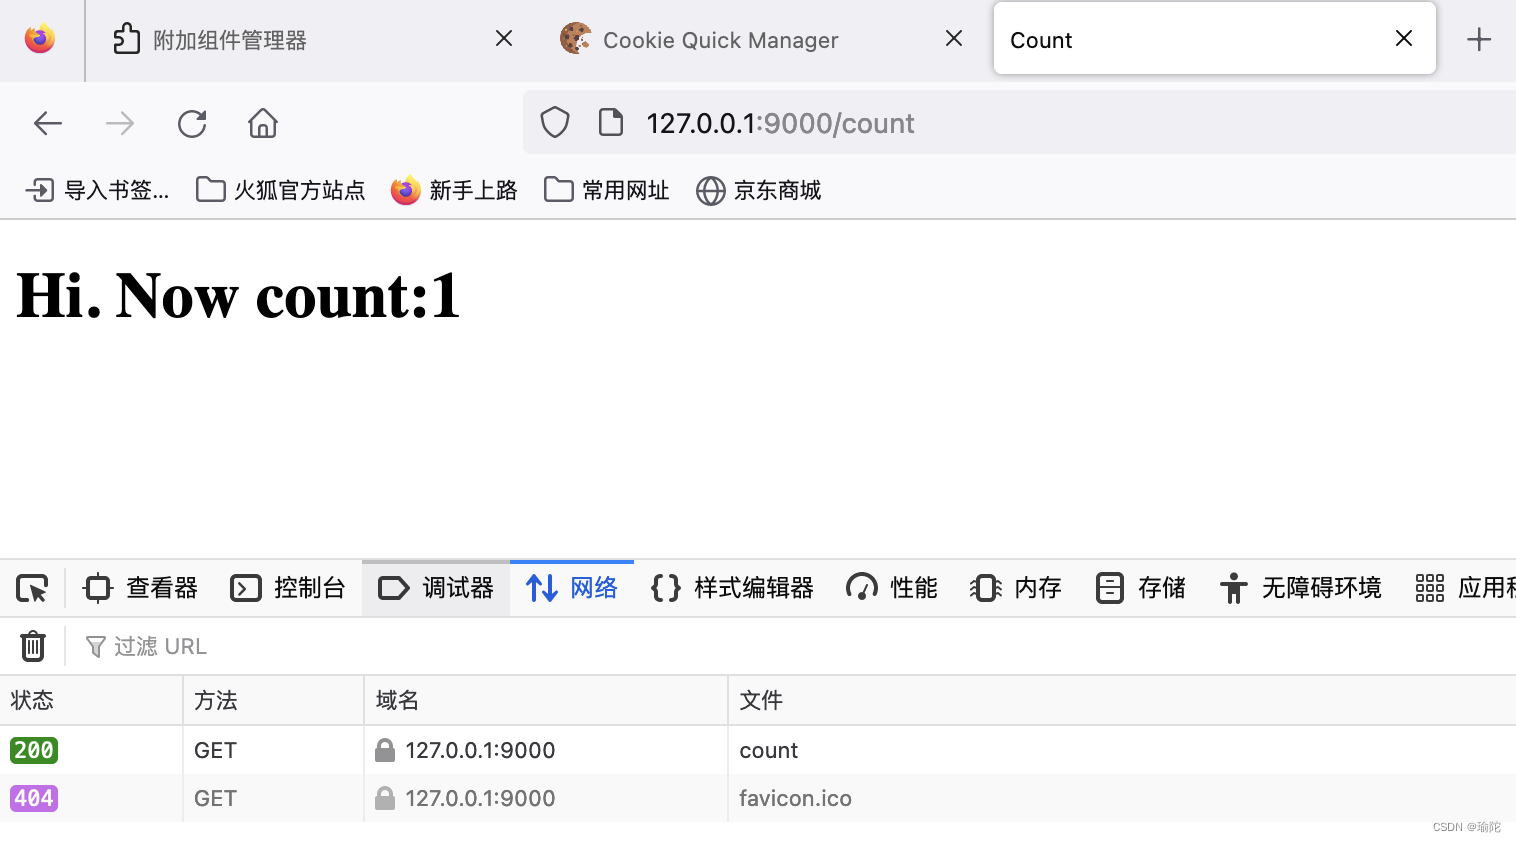 附加组件管理器
Cookie Quick Manager
Count
127.0.0.1:9000/count
导入书签...
火狐官方站点
新手上路
常用网址
京东商城
Hi. Now count:1
查看器
控制台
调试器
网络
样式编辑器
性能
内存
存储
无障碍环境
应用
过滤 URL
状态 方法 域名 文件
200 GET 127.0.0.1:9000 count
404 GET 127.0.0.1:9000 favicon.ico
CSDN @瑜陀